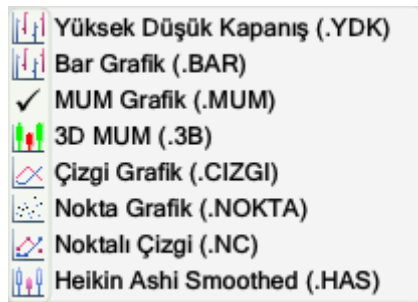 Yüksek Düşük Kapanış (.YDK)
Bar Grafik (.BAR)
MUM Grafik (.MUM)
3D MUM (.3B)
Çizgi Grafik (.CIZGI)
Nokta Grafik (.NOKTA)
Noktalı Çizgi (.NC)
Heikin Ashi Smoothed (.HAS)